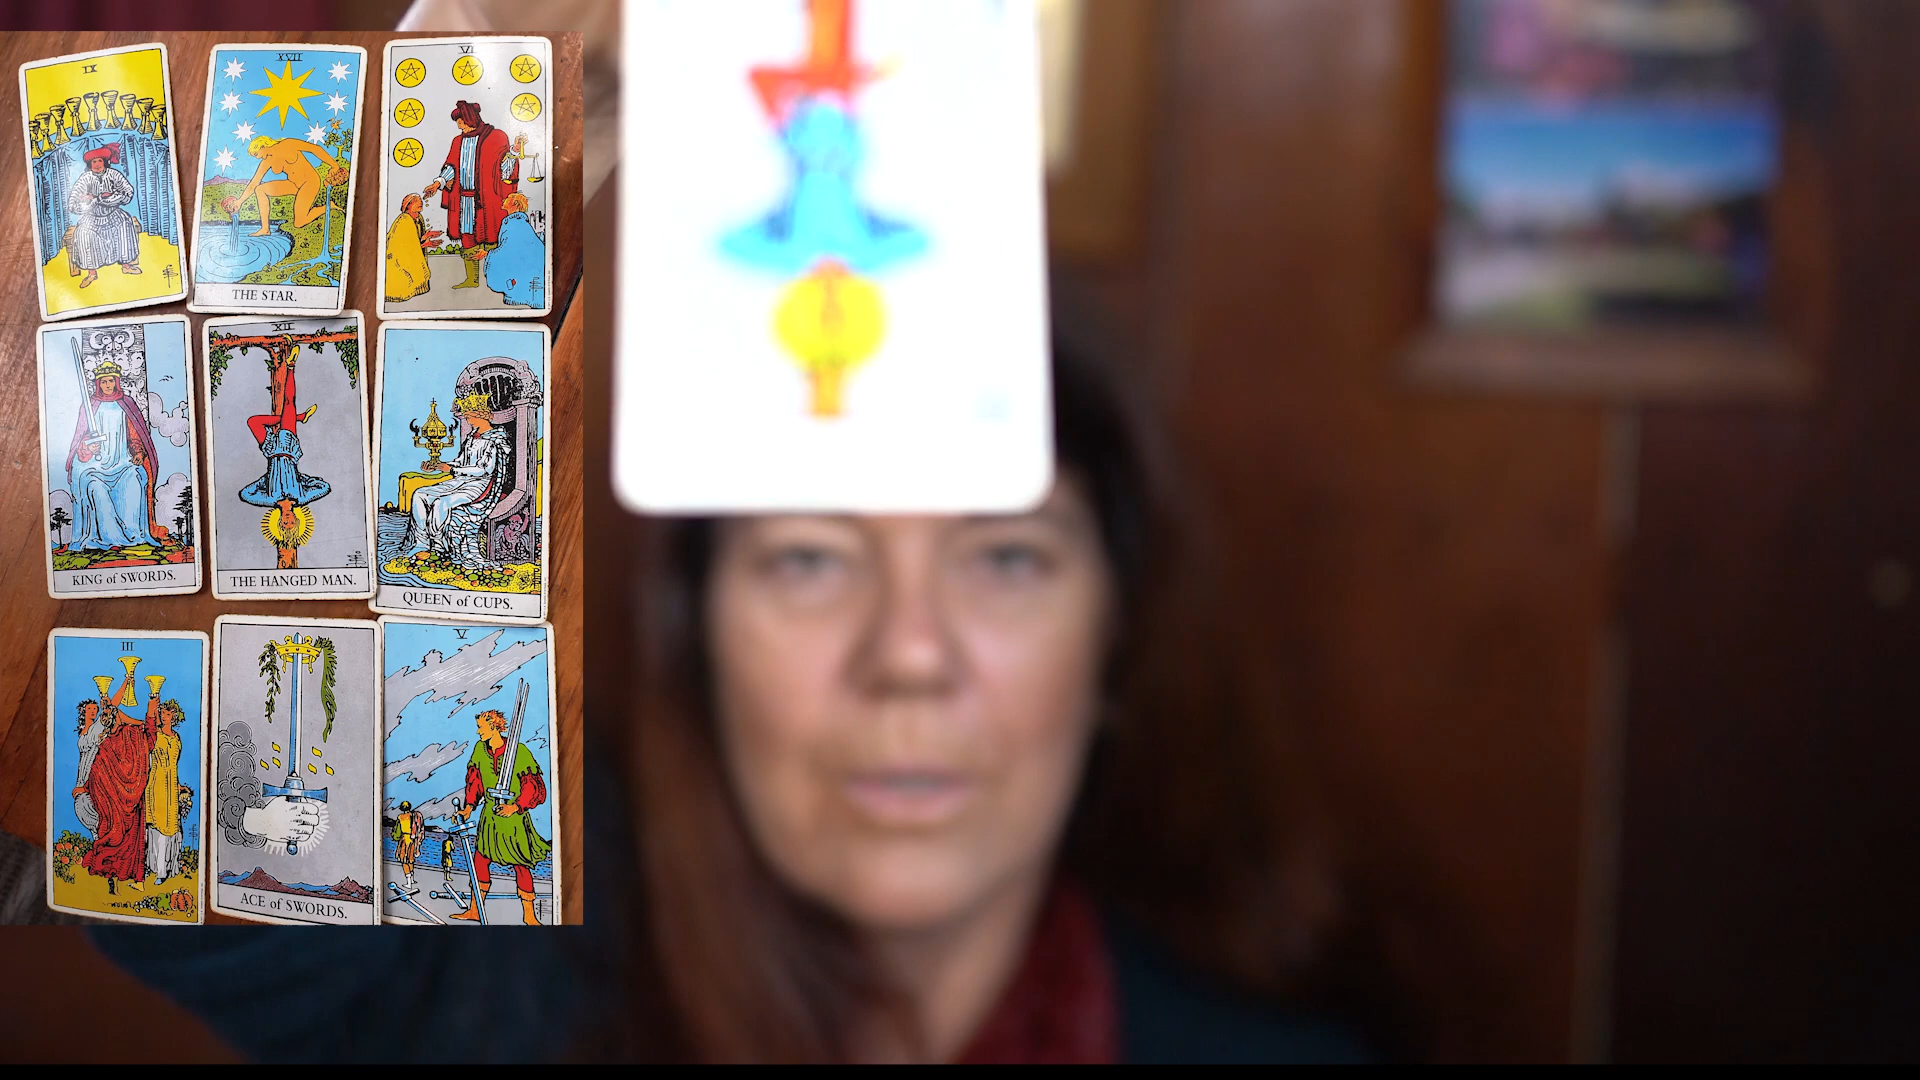 IX
XVII
VI
THE STAR.
XII
KING of SWORDS.
THE HANGED MAN.
QUEEN of CUPS.
III
V
ACE of SWORDS.